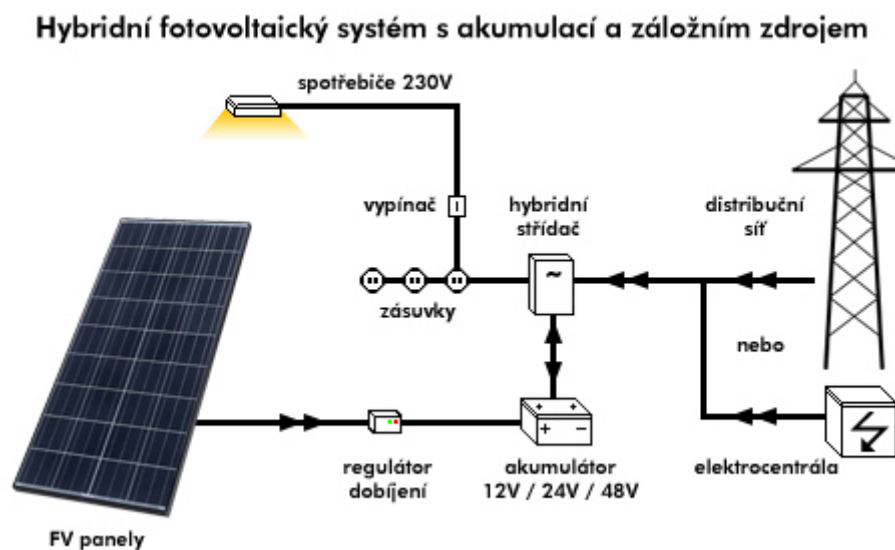 Hybridní fotovoltaický systém s akumulací a záložním zdrojem
spotřebiče 230V
vypínač
hybridní
střídač
distribuční
síť
zásuvky
~
nebo
regulátor
dobíjení
akumulátor
12V / 24V / 48V
elektrocentrála
FV panely